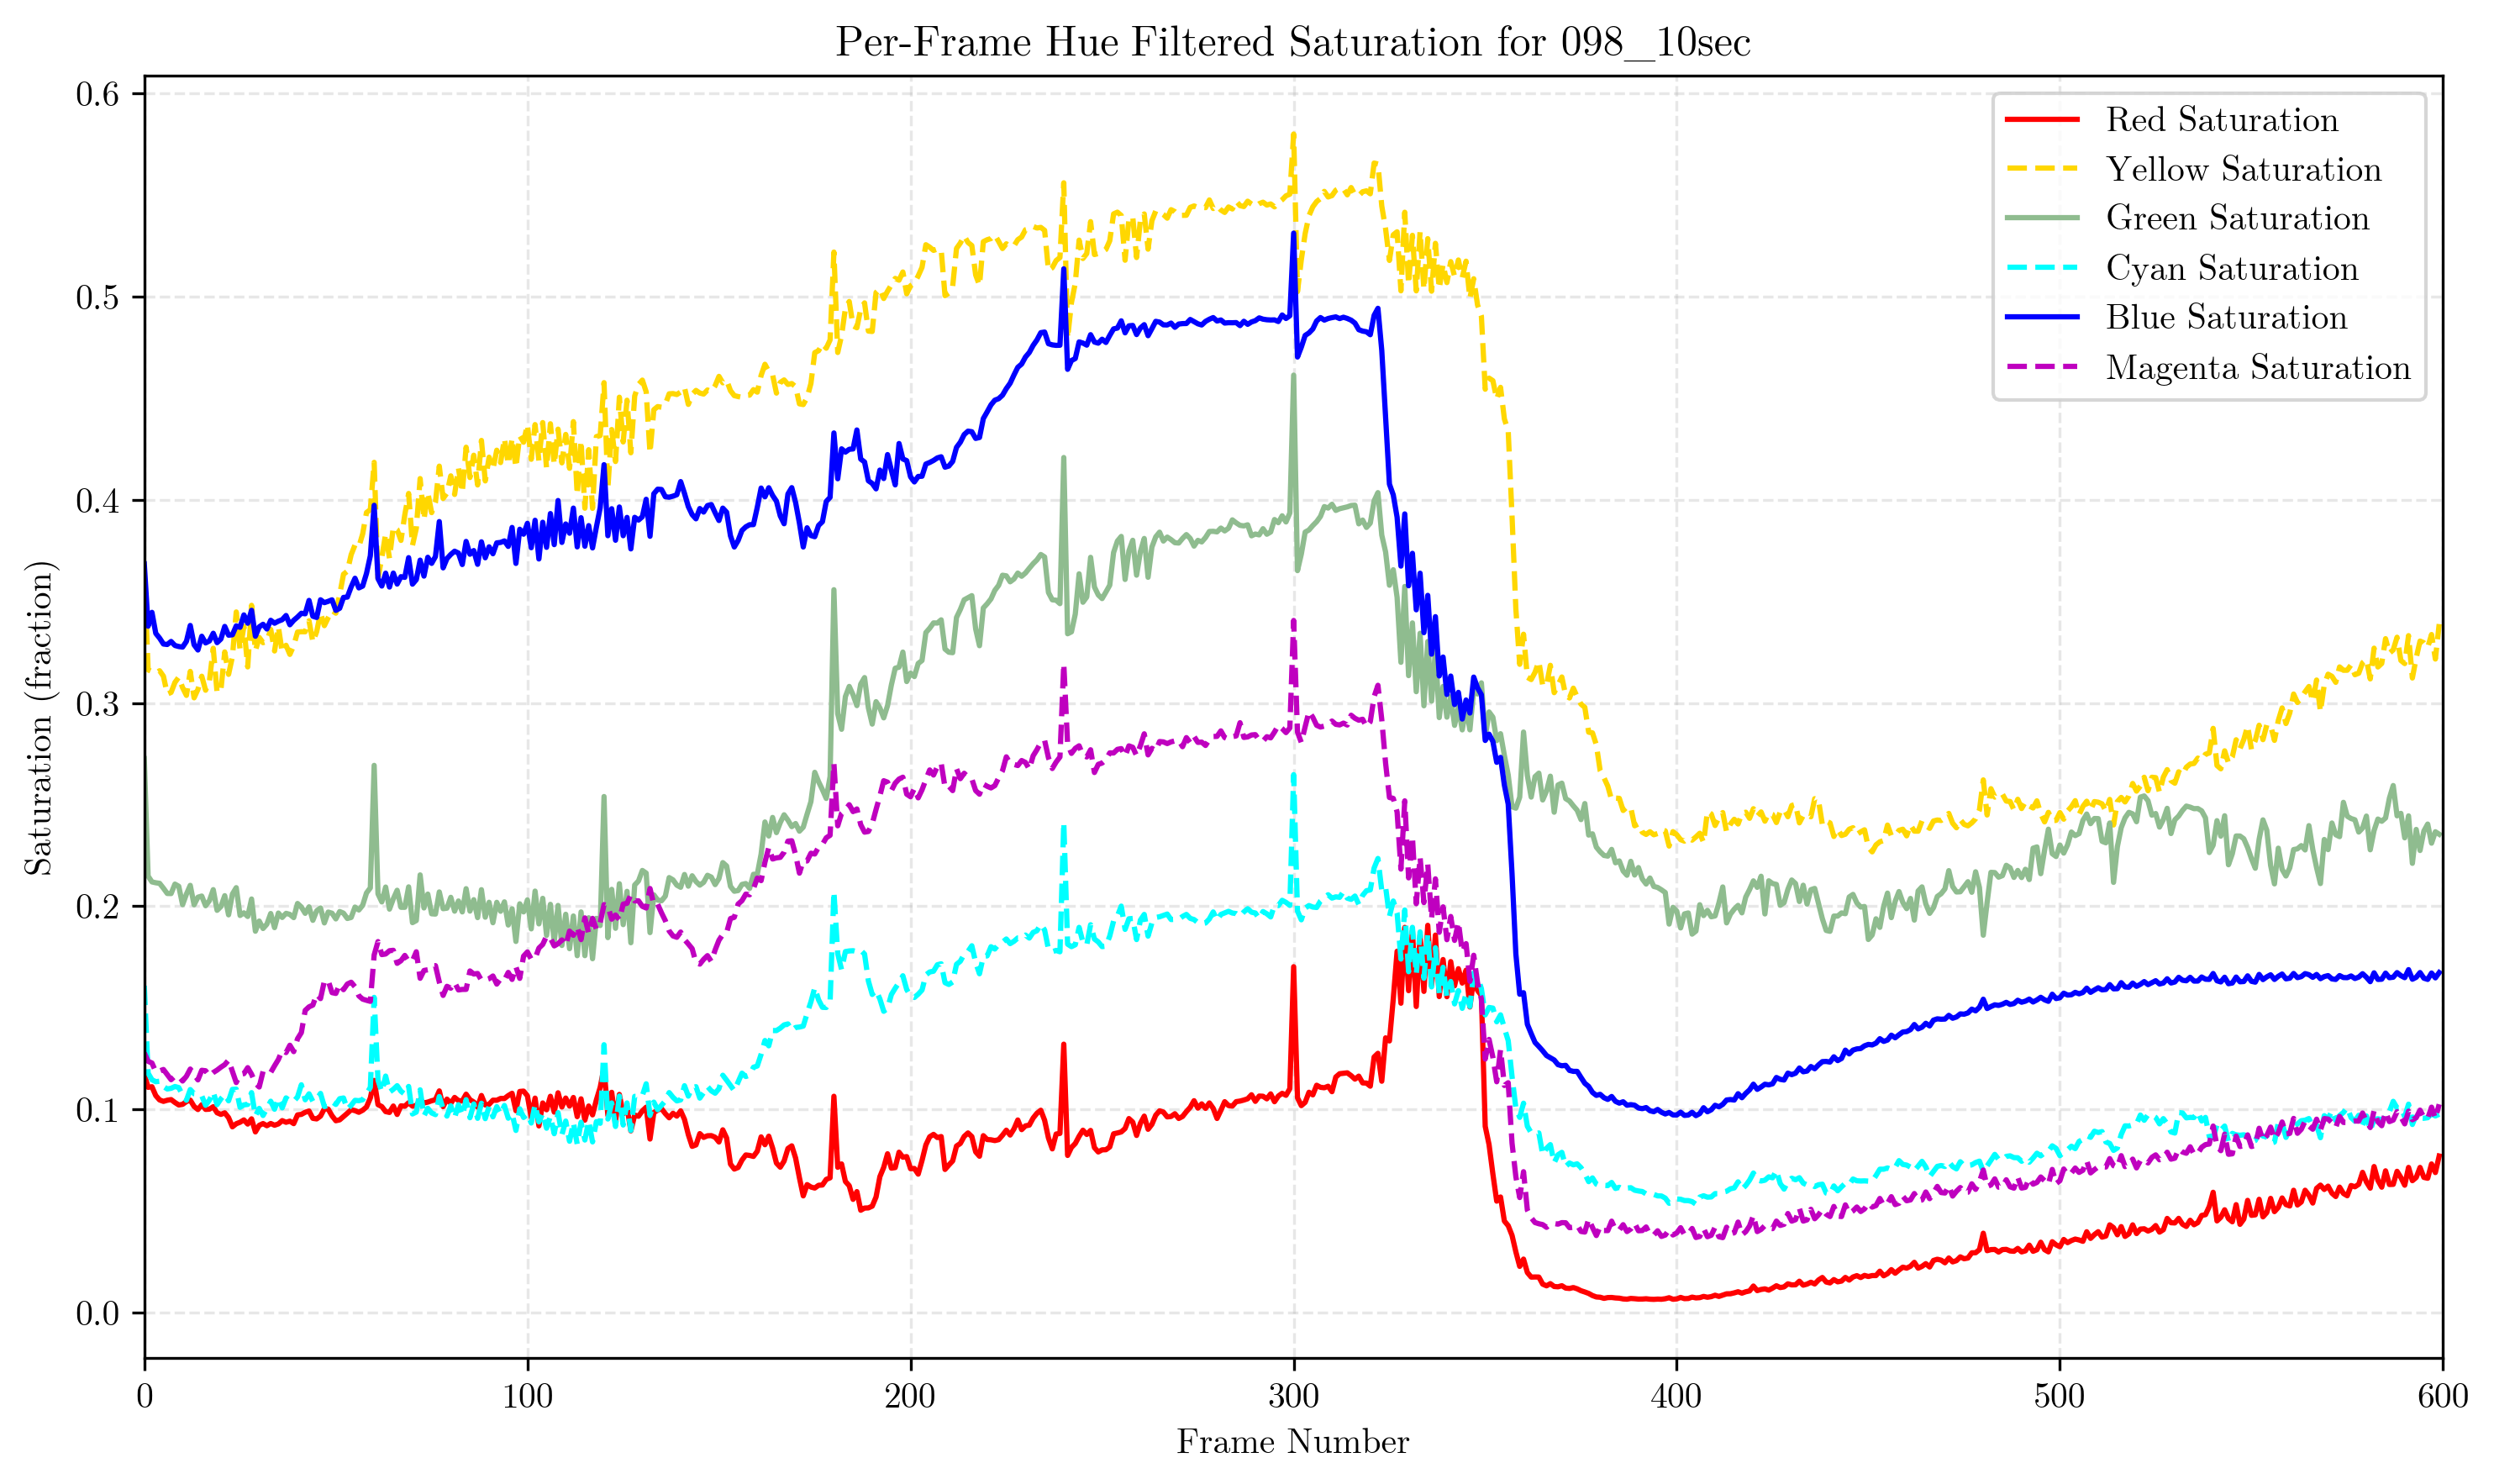 Per-Frame Hue Filtered Saturation for 098_10sec
Saturation (fraction)
0.6
0.5
0.4
0.3
0.2
0.1
0.0
Red Saturation
Yellow Saturation
Green Saturation
Cyan Saturation
Blue Saturation
Magenta Saturation
0 100 200 300 400 500 600
Frame Number